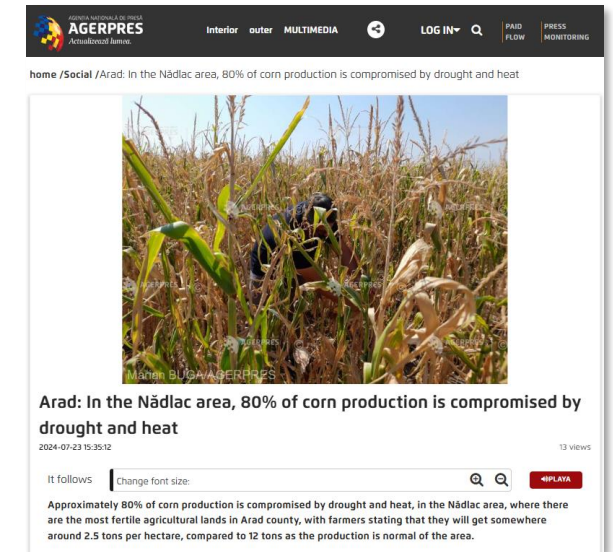 AGENȚIA NAȚIONALĂ DE PRESĂ
AGERPRES
Actualizează lumea.
Interior outer MULTIMEDIA
LOG IN
PAID FLOW
PRESS MONITORING
home /Social /Arad: In the Nădlac area, 80% of corn production is compromised by drought and heat
AGERPRES
AGERPRES
AGERPRES
AGERPRES
AGERPRES
Marian BUGA/AGERPRES
Arad: In the Nădlac area, 80% of corn production is compromised by
drought and heat
2024-07-23 15:35:12
13 views
It follows
Change font size:
PLAYA
Approximately 80% of corn production is compromised by drought and heat, in the Nădlac area, where there
are the most fertile agricultural lands in Arad county, with farmers stating that they will get somewhere
around 2.5 tons per hectare, compared to 12 tons as the production is normal of the area.